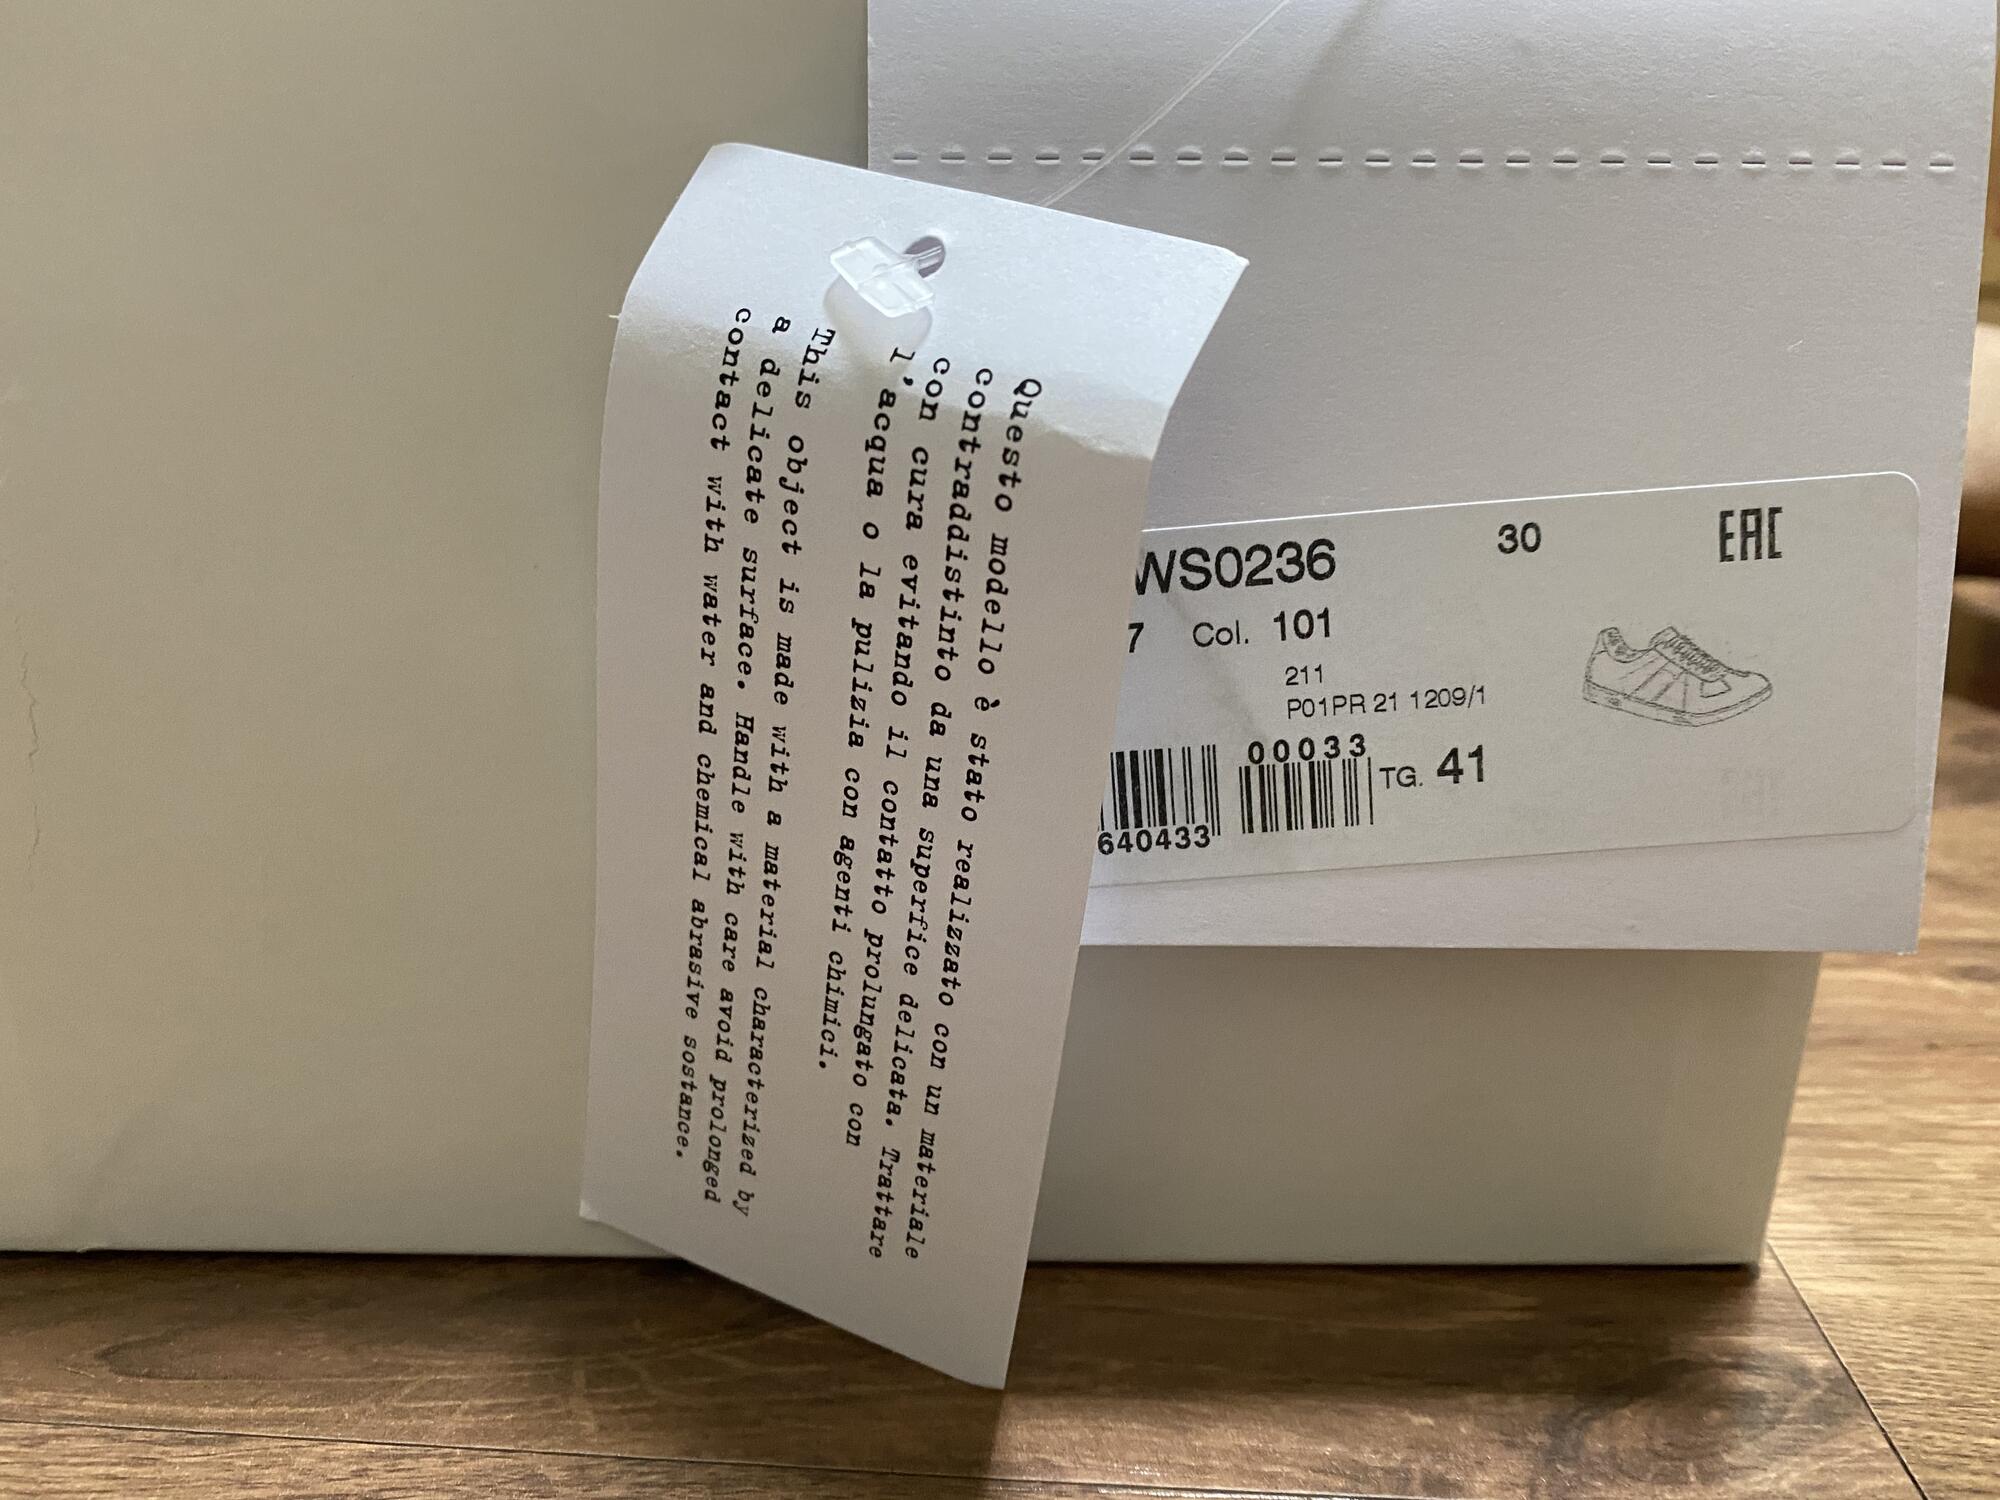 Questo modello è stato realizzato con un materiale
contraddistinto da una superfice delicata. Trattare
con cura evitando il contatto prolungato con
l'acqua o la pulizia con agenti chimici.
This object is made with a material characterized by
a delicate surface. Handle with care avoid prolonged
contact with water and chemical abrasive sostance.
WS0236
30
EAC
7 Col. 101
211
P01PR 21 1209/1
00033
TG. 41
640433